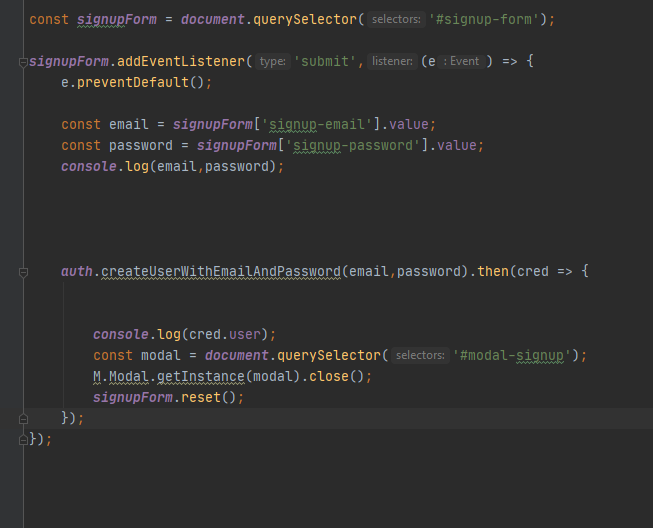 const signupForm = document.querySelector( selectors: '#signup-form');
signupForm.addEventListener( type: 'submit', listener: (e : Event ) => {
e.preventDefault();
const email = signupForm['signup-email'].value;
const password = signupForm['signup-password'].value;
console.log(email,password);
auth.createUserWithEmailAndPassword(email,password).then(cred => {
console.log(cred.user);
const modal = document.querySelector( selectors: '#modal-signup');
M.Modal.getInstance(modal).close();
signupForm.reset();
});
});